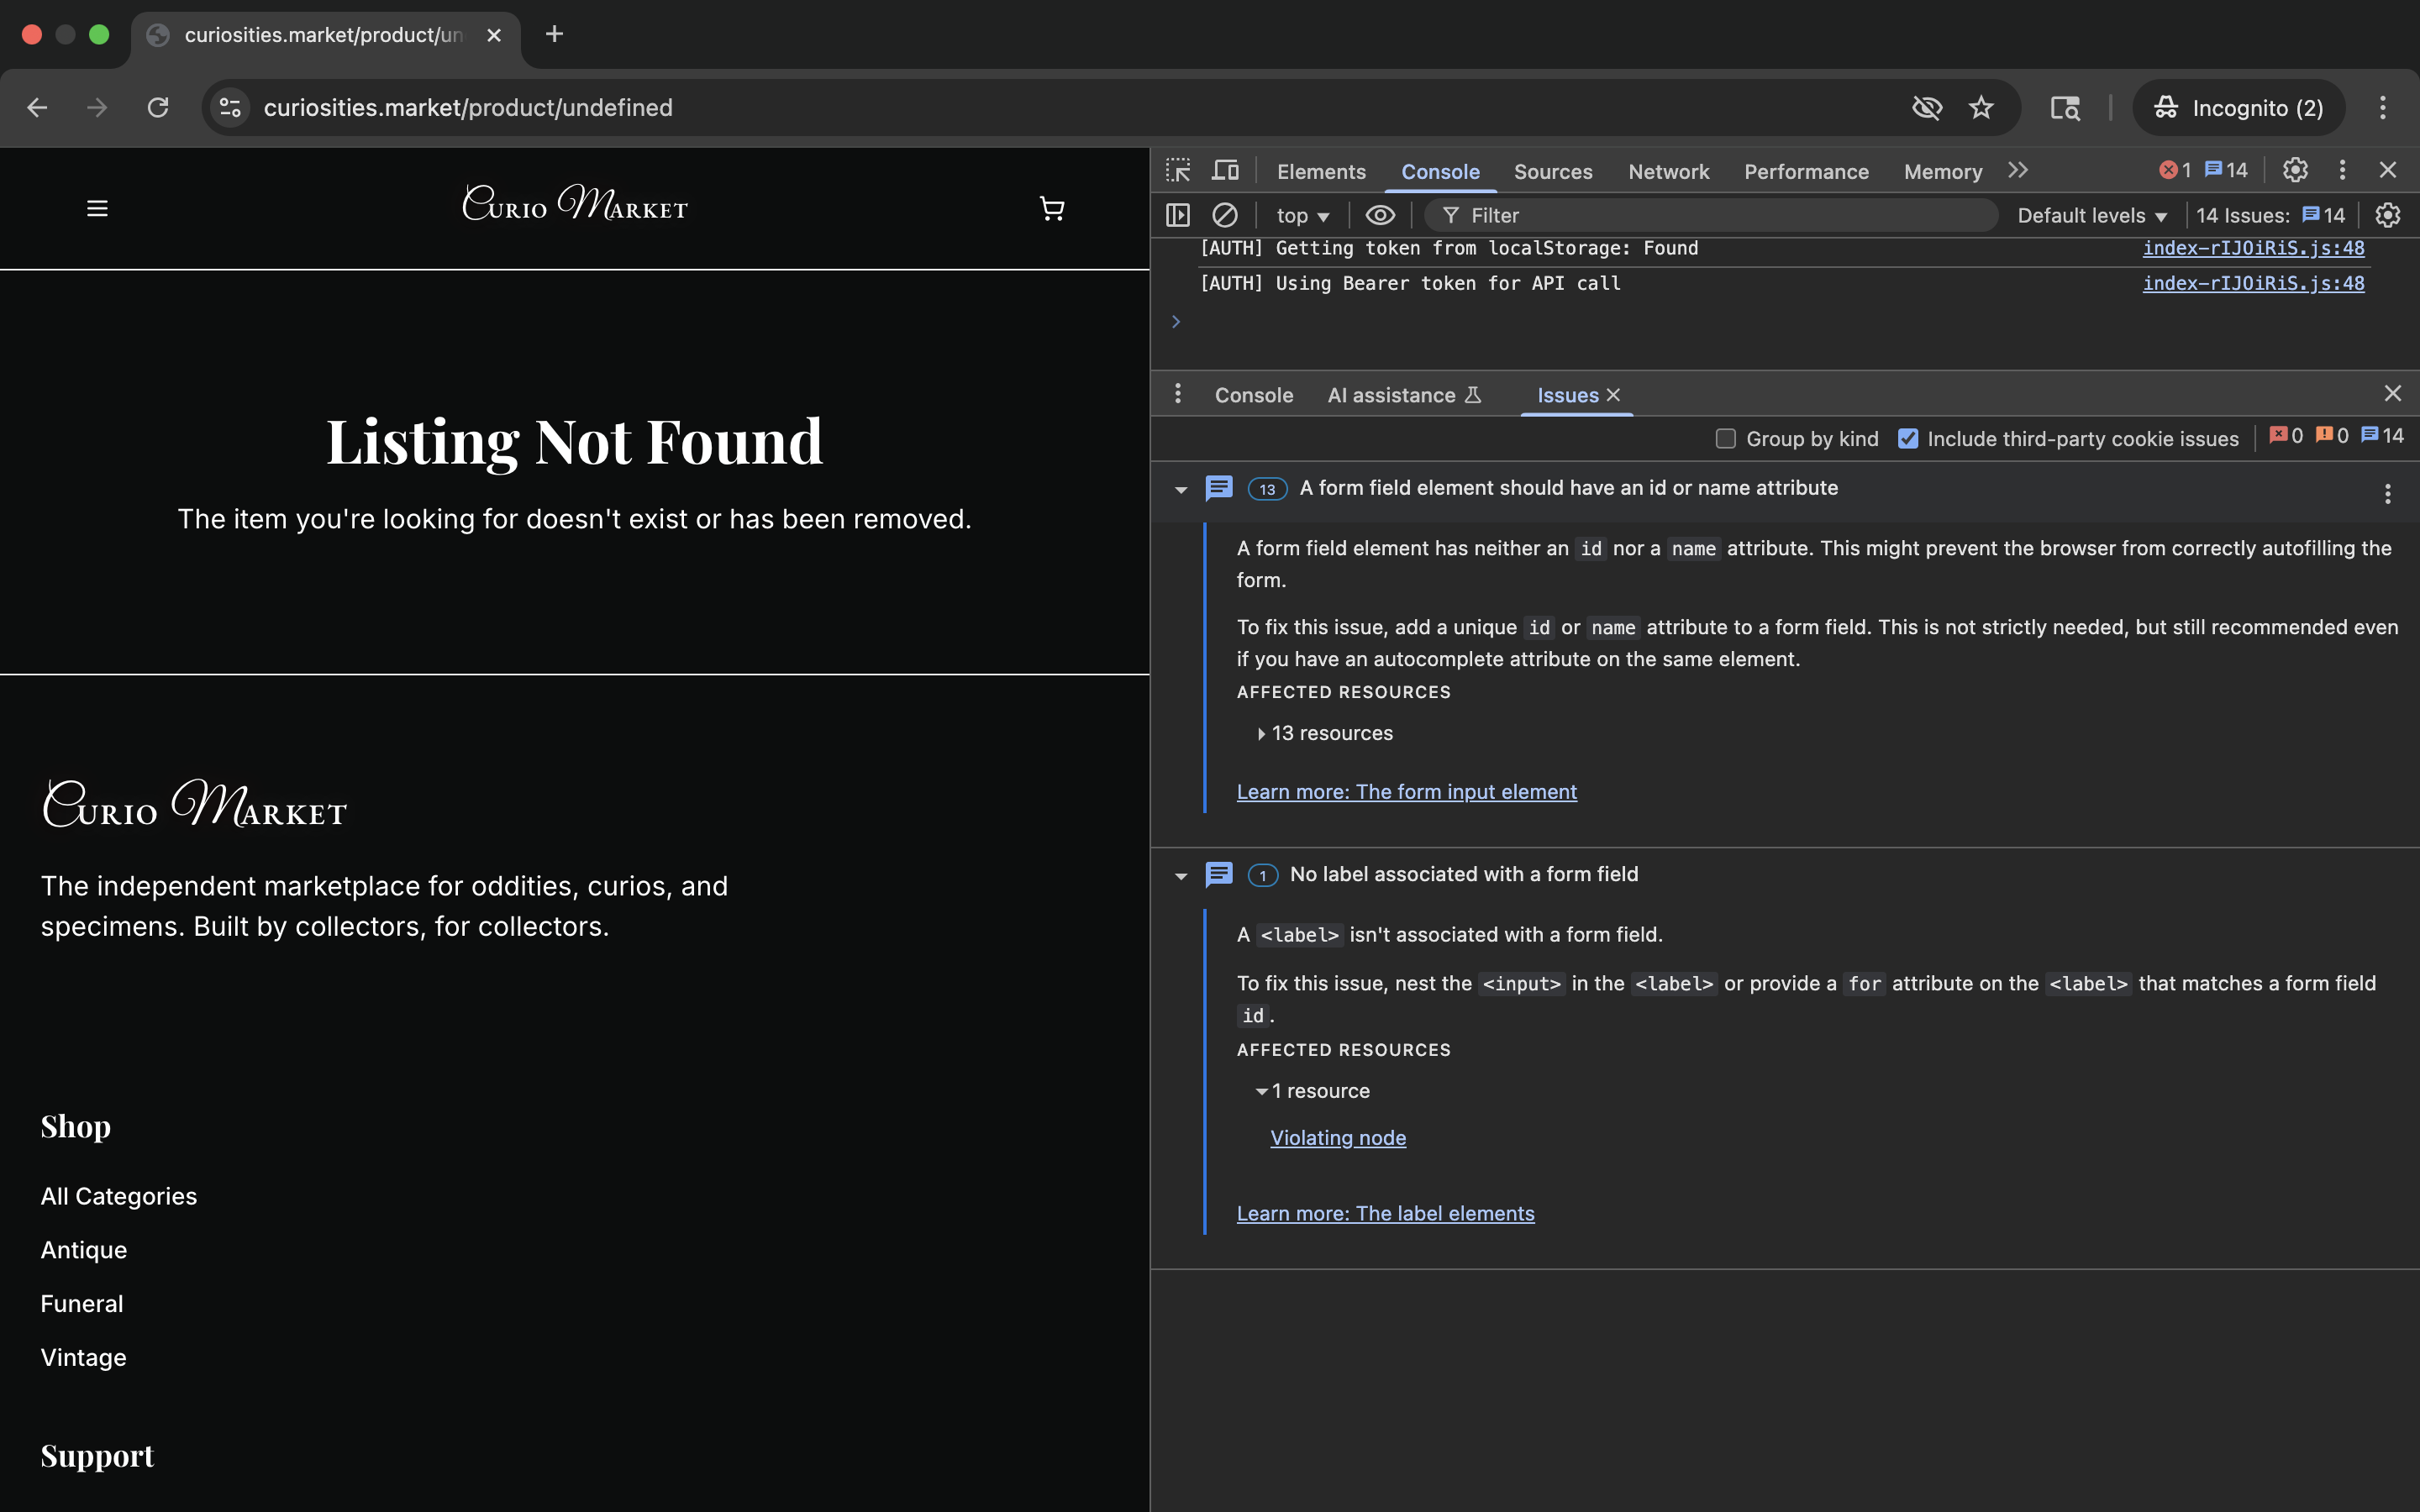 curiosities.market/product/un
curiosities.market/product/undefined
Incognito (2)
Curio Market
Listing Not Found
The item you're looking for doesn't exist or has been removed.
Curio Market
The independent marketplace for oddities, curios, and
specimens. Built by collectors, for collectors.
Shop
All Categories
Antique
Funeral
Vintage
Support
Elements Console Sources Network Performance Memory 1 14
top Filter Default levels 14 Issues: 14
[AUTH] Getting token from localStorage: Found index-rIJOiRiS.js:48
[AUTH] Using Bearer token for API call index-rIJOiRiS.js:48
Console AI assistance Issues
Group by kind Include third-party cookie issues 0 0 14
13 A form field element should have an id or name attribute
A form field element has neither an id nor a name attribute. This might prevent the browser from correctly autofilling the
form.
To fix this issue, add a unique id or name attribute to a form field. This is not strictly needed, but still recommended even
if you have an autocomplete attribute on the same element.
AFFECTED RESOURCES
13 resources
Learn more: The form input element
1 No label associated with a form field
A <label> isn't associated with a form field.
To fix this issue, nest the <input> in the <label> or provide a for attribute on the <label> that matches a form field
id.
AFFECTED RESOURCES
1 resource
Violating node
Learn more: The label elements